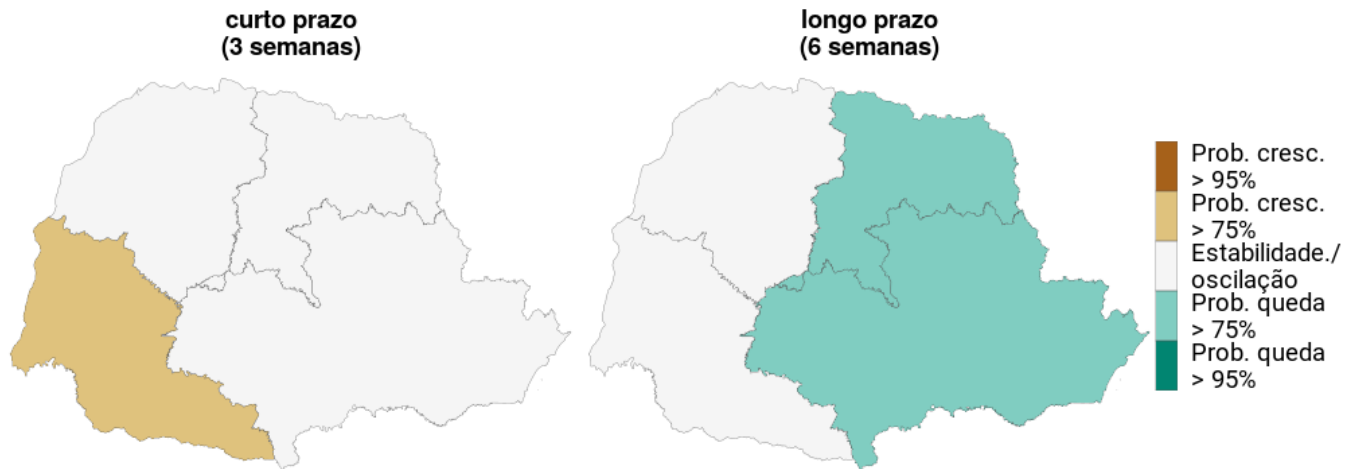 curto prazo
(3 semanas)
longo prazo
(6 semanas)
Prob. cresc.
> 95%
Prob. cresc.
> 75%
Estabilidade./
oscilação
Prob. queda
> 75%
Prob. queda
> 95%